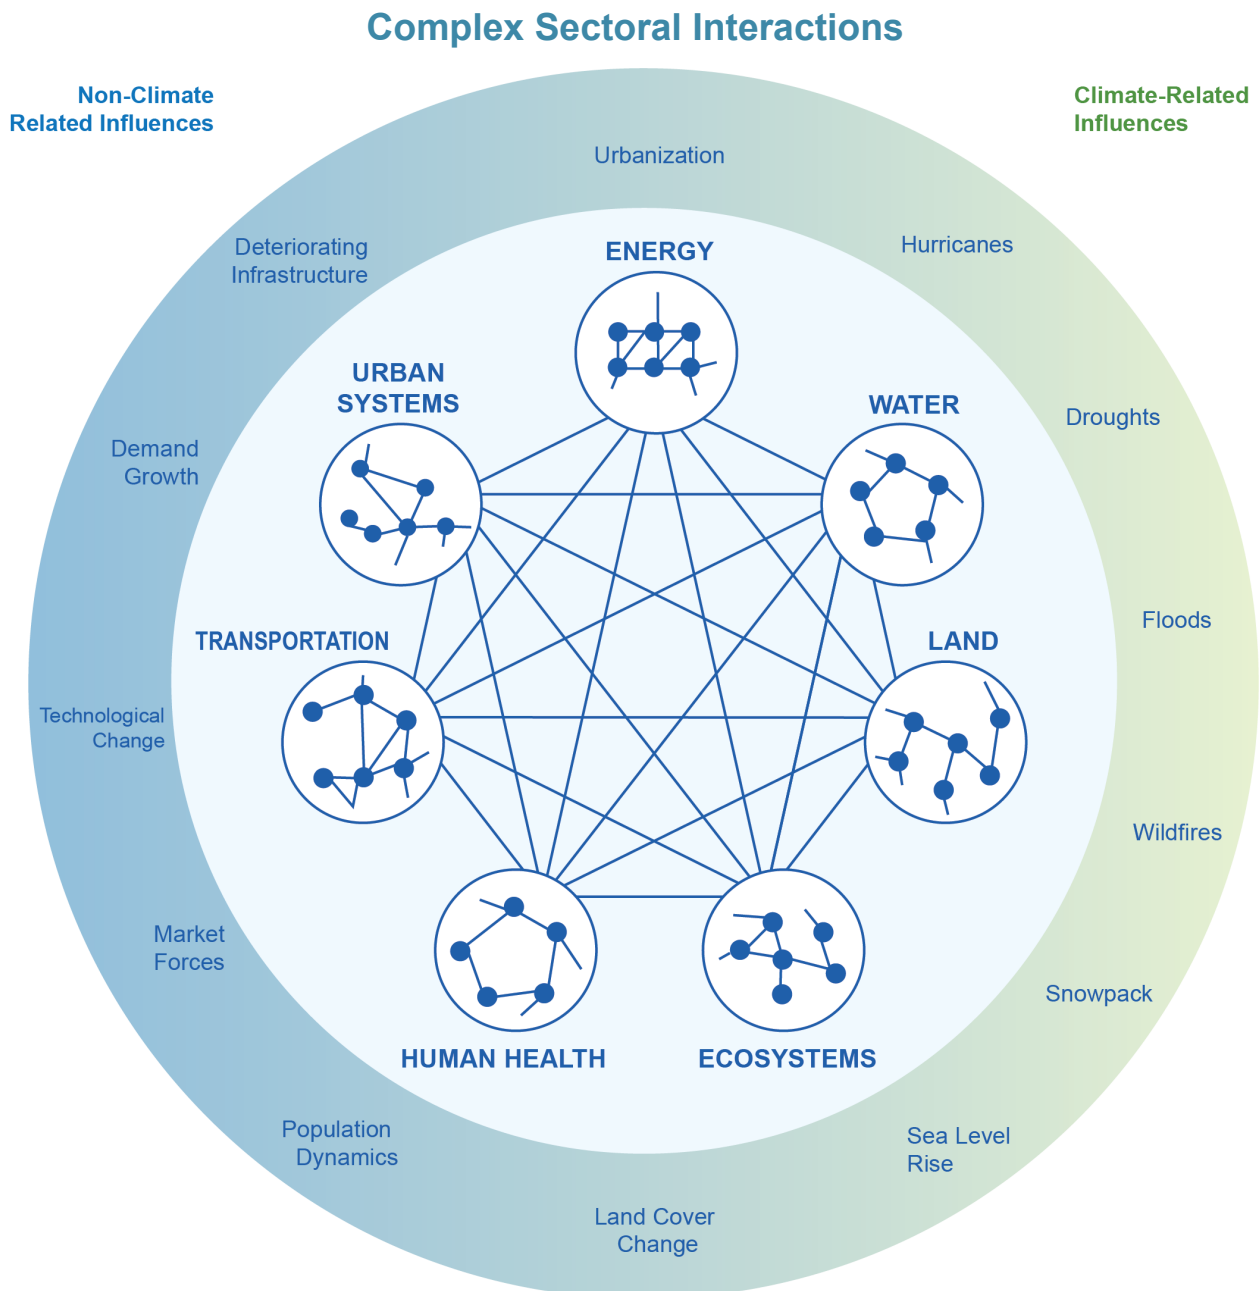 Complex Sectoral Interactions
Non-Climate
Related Influences
Climate-Related
Influences
Urbanization
Deteriorating
Infrastructure
Hurricanes
ENERGY
URBAN
SYSTEMS
WATER
Droughts
Demand
Growth
Floods
TRANSPORTATION
LAND
Technological
Change
Wildfires
Market
Forces
Snowpack
HUMAN HEALTH
ECOSYSTEMS
Population
Dynamics
Sea Level
Rise
Land Cover
Change